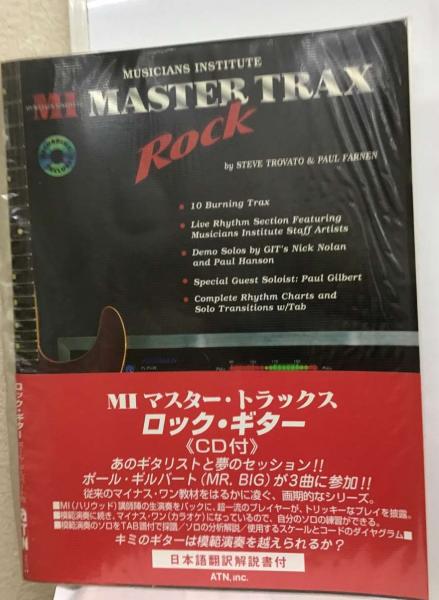 MUSICIANS INSTITUTE
MI MASTER TRAX
Rock
by STEVE TROVATO & PAUL FARNEN
• 10 Burning Trax
• Live Rhythm Section Featuring
Musicians Institute Staff Artists
• Demo Solos by GIT's Nick Nolan
and Paul Hanson
• Special Guest Soloist: Paul Gilbert
• Complete Rhythm Charts and
Solo Transitions w/Tab
MI マスター・トラックス
ロック・ギター
《CD付》
あのギタリストと夢のセッション!!
ポール・ギルバート(MR. BIG)が3曲に参加!!
従来のマイナス・ワン教材をはるかに凌ぐ、画期的なシリーズ。
■MI(ハリウッド)講師陣の生演奏をバックに、超一流のプレイヤーが、トリッキーなプレイを披露。
■模範演奏に続き、マイナス・ワン(カラオケ)になっているので、自分のソロの練習ができる。
■模範演奏のソロをTAB譜付で採譜/ソロの分析解説/使用するスケールとコードのダイヤグラム■
キミのギターは模範演奏を越えられるか?
日本語翻訳解説書付
ATN, inc.
ロック・ギター